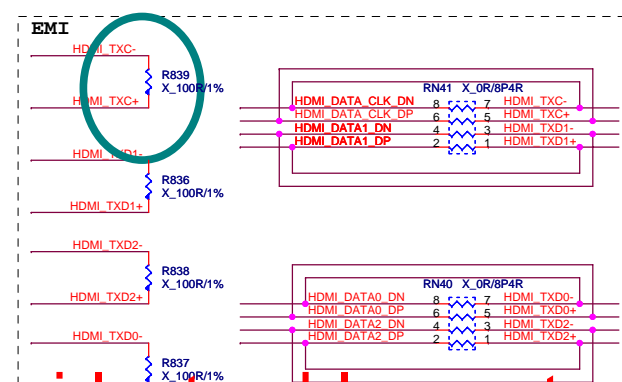 EMI
HDMI_TXC-
R839
X_100R/1%
HDMI_TXC+
HDMI_TXD1-
R836
X_100R/1%
HDMI_TXD1+
HDMI_TXD2-
R838
X_100R/1%
HDMI_TXD2+
HDMI_TXD0-
R837
X_100R/1%
RN41 X_0R/8P4R
HDMI_DATA_CLK_DN 8 7 HDMI_TXC-
HDMI_DATA_CLK_DP 6 5 HDMI_TXC+
HDMI_DATA1_DN 4 3 HDMI_TXD1-
HDMI_DATA1_DP 2 1 HDMI_TXD1+
RN40 X_0R/8P4R
HDMI_DATA0_DN 8 7 HDMI_TXD0-
HDMI_DATA0_DP 6 5 HDMI_TXD0+
HDMI_DATA2_DN 4 3 HDMI_TXD2-
HDMI_DATA2_DP 2 1 HDMI_TXD2+